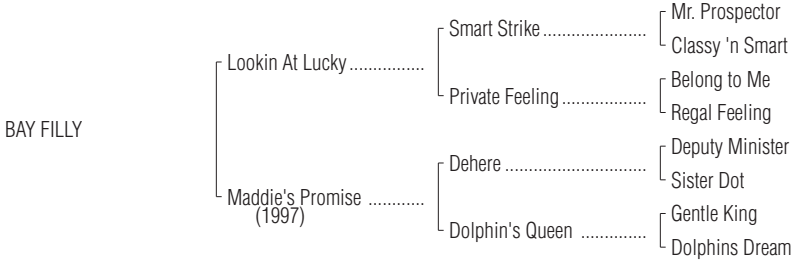 Mr. Prospector
Smart Strike......................
Classy 'n Smart
Lookin At Lucky................
Belong to Me
Private Feeling..................
Regal Feeling
BAY FILLY
Deputy Minister
Dehere ..............................
Sister Dot
Maddie's Promise ............
(1997)
Gentle King
Dolphin's Queen ..............
Dolphins Dream